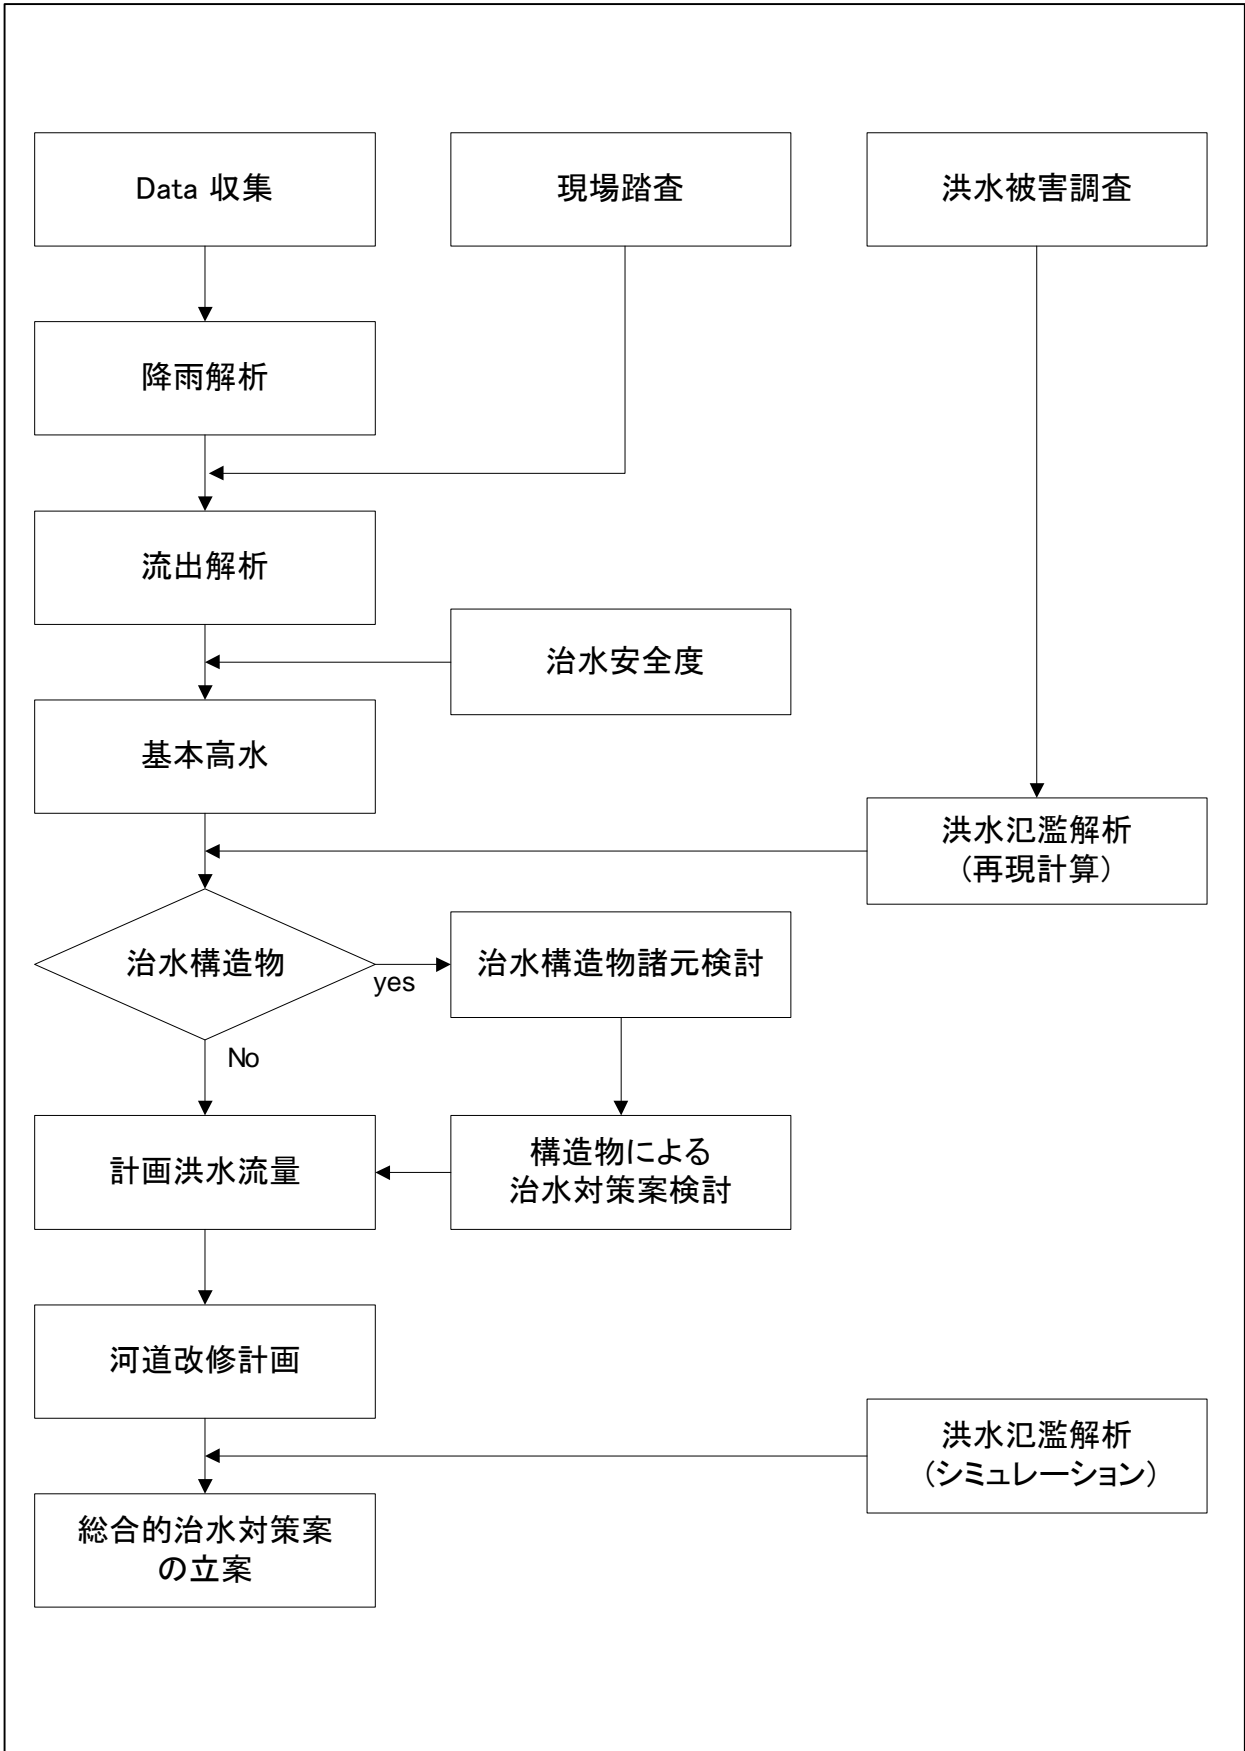 Data 収集
現場踏査
洪水被害調査
降雨解析
流出解析
治水安全度
基本高水
洪水氾濫解析
(再現計算)
治水構造物
yes
治水構造物諸元検討
No
計画洪水流量
構造物による
治水対策案検討
河道改修計画
洪水氾濫解析
(シミュレーション)
総合的治水対策案
の立案